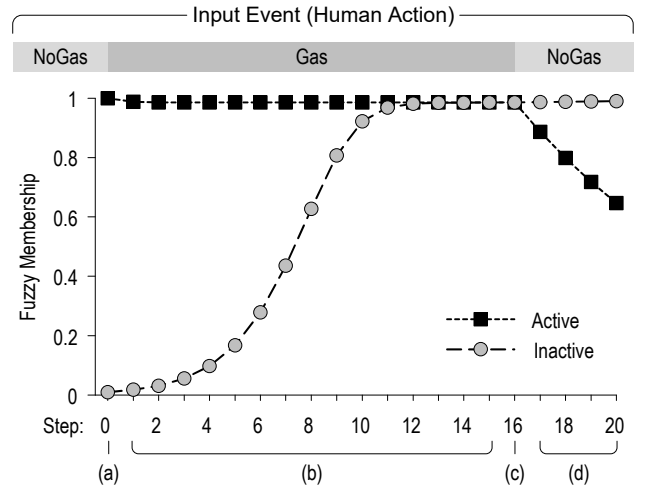 Input Event (Human Action)
NoGas Gas NoGas
1
0.8
0.6
0.4
0.2
0
Fuzzy Membership
Active
Inactive
Step: 0 2 4 6 8 10 12 14 16 18 20
(a) (b) (c) (d)